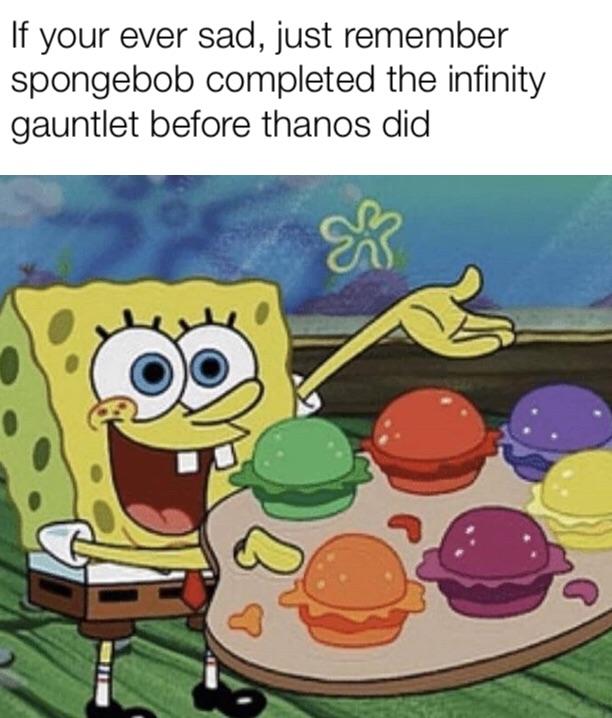 If your ever sad, just remember
spongebob completed the infinity
gauntlet before thanos did